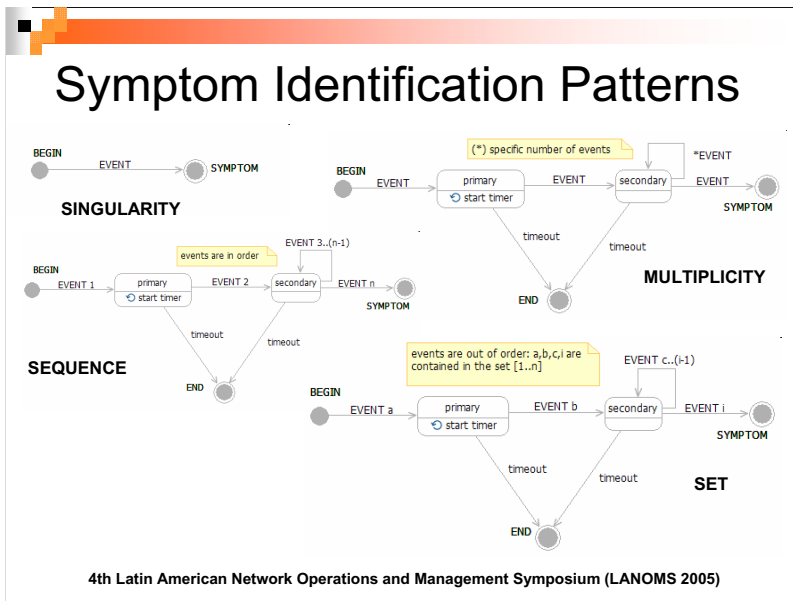 Symptom Identification Patterns
BEGIN
EVENT
SYMPTOM
SINGULARITY
(*) specific number of events
BEGIN
EVENT
primary
start timer
EVENT
secondary
*EVENT
EVENT
SYMPTOM
timeout
timeout
END
MULTIPLICITY
events are in order
BEGIN
EVENT 1
primary
start timer
EVENT 2
secondary
EVENT 3..(n-1)
EVENT n
SYMPTOM
timeout
timeout
END
SEQUENCE
events are out of order: a,b,c,i are
contained in the set [1..n]
BEGIN
EVENT a
primary
start timer
EVENT b
secondary
EVENT c..(i-1)
EVENT i
SYMPTOM
timeout
timeout
END
SET
4th Latin American Network Operations and Management Symposium (LANOMS 2005)